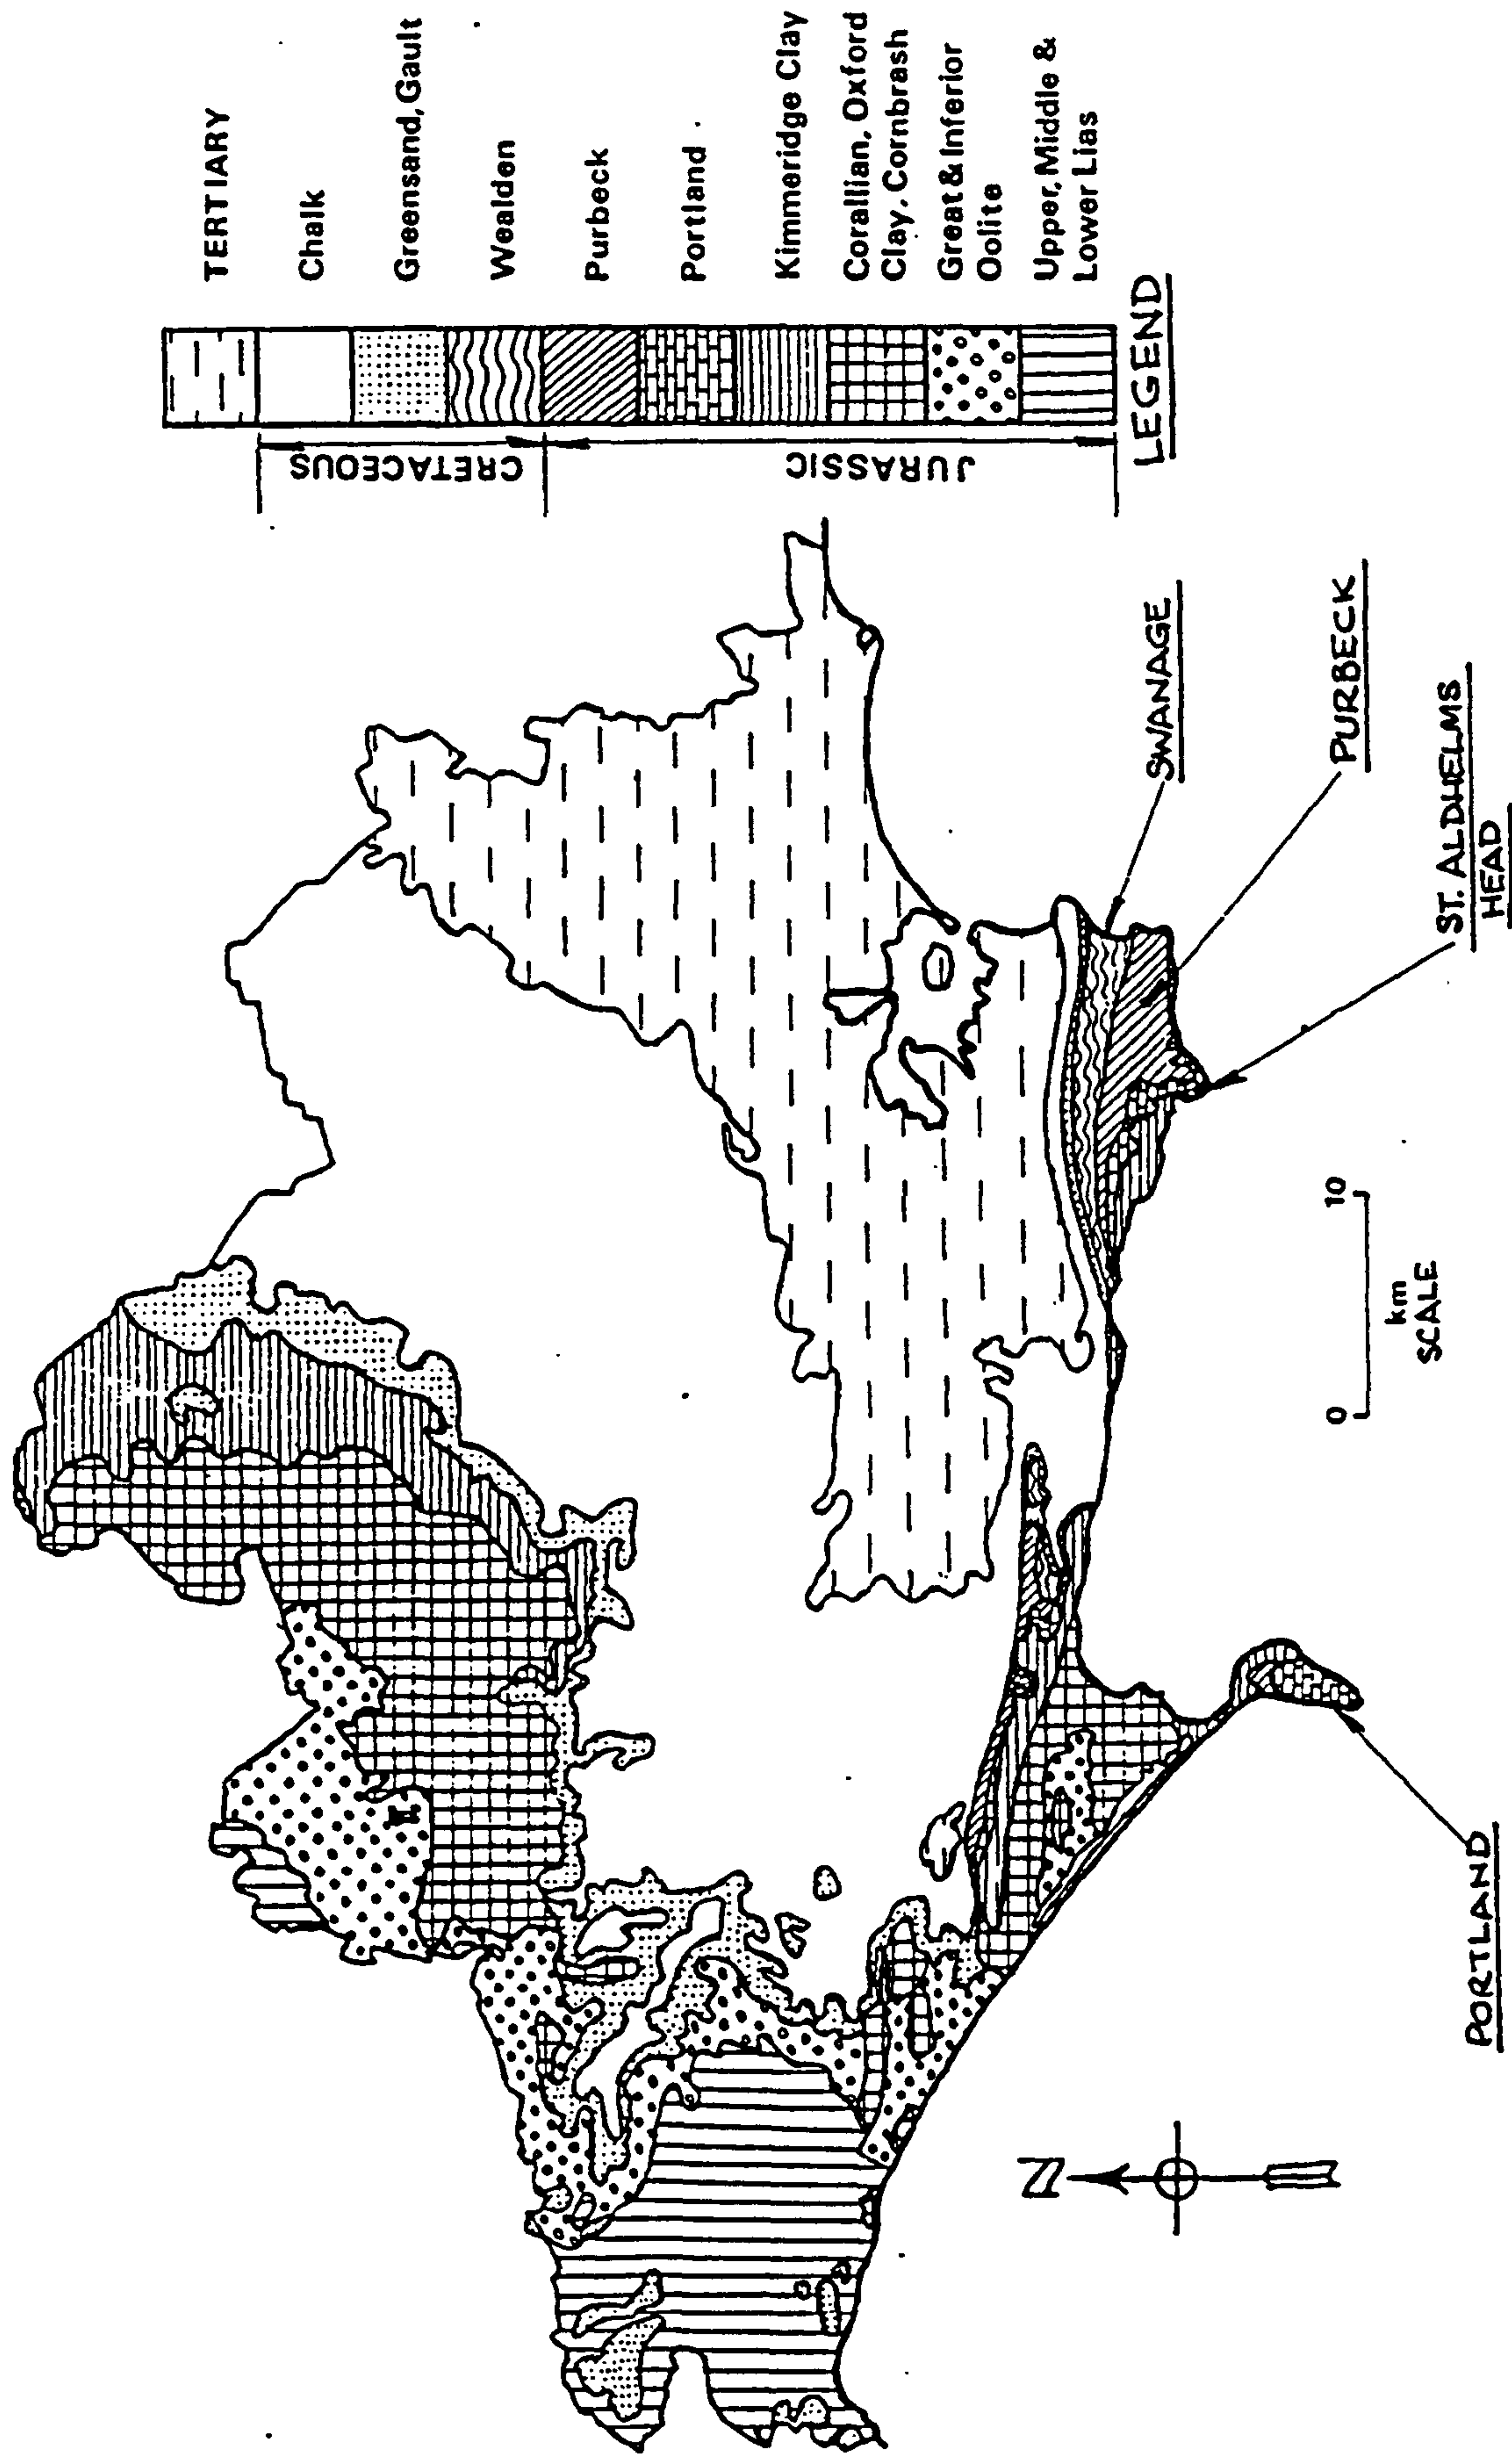 TERTIARY
Chalk
Greensand, Gault
Wealden
Purbeck
Portland
Kimmeridge Clay
Corallian, Oxford
Clay, Cornbrash
Great & Inferior
Oolite
Upper, Middle &
Lower Lias
CRETACEOUS
JURASSIC
LEGEND
SWANAGE
PURBECK
ST. ALDHELMS
HEAD
PORTLAND
N
0 10
km
SCALE